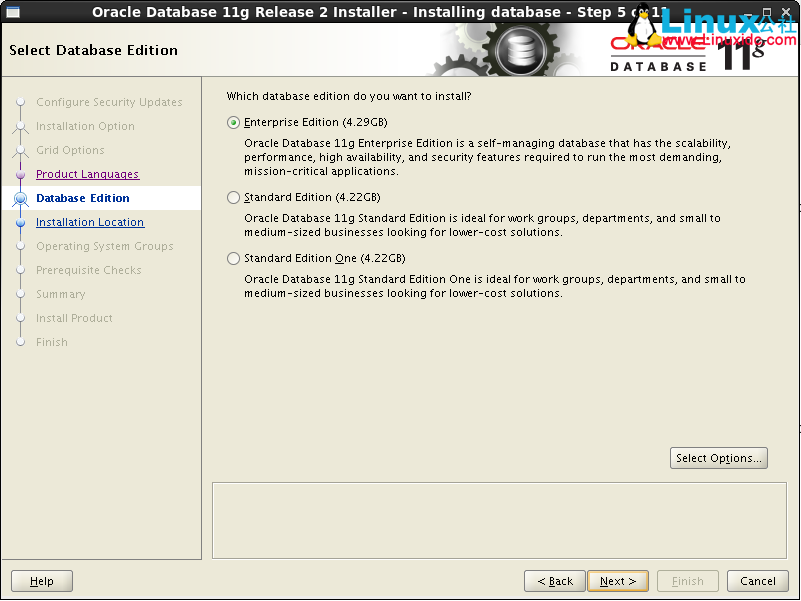 Oracle Database 11g Release 2 Installer - Installing database - Step 5 of 11
Select Database Edition
Linux公社
www.Linuxidc.com
ORACLE
DATABASE
11g
Configure Security Updates
Installation Option
Grid Options
Product Languages
Database Edition
Installation Location
Operating System Groups
Prerequisite Checks
Summary
Install Product
Finish
Which database edition do you want to install?
Enterprise Edition (4.29GB)
Oracle Database 11g Enterprise Edition is a self-managing database that has the scalability,
performance, high availability, and security features required to run the most demanding,
mission-critical applications.
Standard Edition (4.22GB)
Oracle Database 11g Standard Edition is ideal for work groups, departments, and small to
medium-sized businesses looking for lower-cost solutions.
Standard Edition One (4.22GB)
Oracle Database 11g Standard Edition One is ideal for work groups, departments, and small to
medium-sized businesses looking for lower-cost solutions.
Select Options...
Help
< Back
Next >
Finish
Cancel